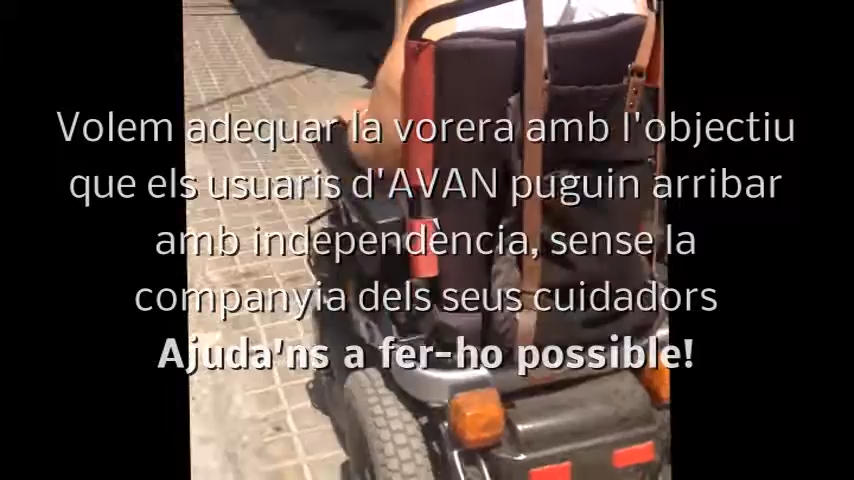 Volem adequar la vorera amb l'objectiu
que els usuaris d'AVAN puguin arribar
amb independència, sense la
companyia dels seus cuidadors
Ajuda'ns a fer-ho possible!